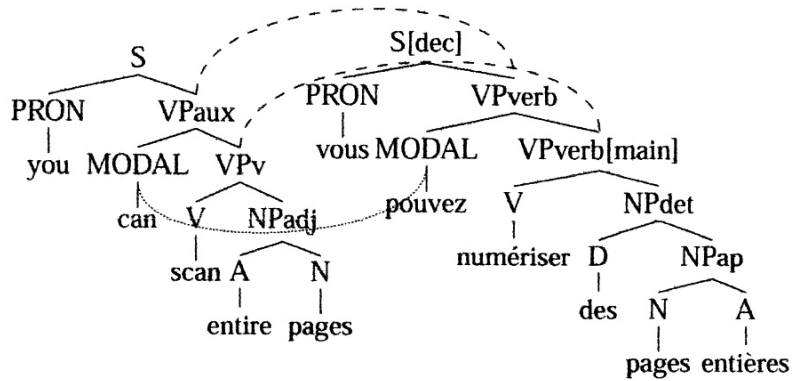 S S[dec]
PRON VPaux PRON VPverb
you MODAL VPv vous MODAL VPverb[main]
can V NPadj pouvez V NPdet
scan A N numériser D NPap
entire pages des N A
pages entières